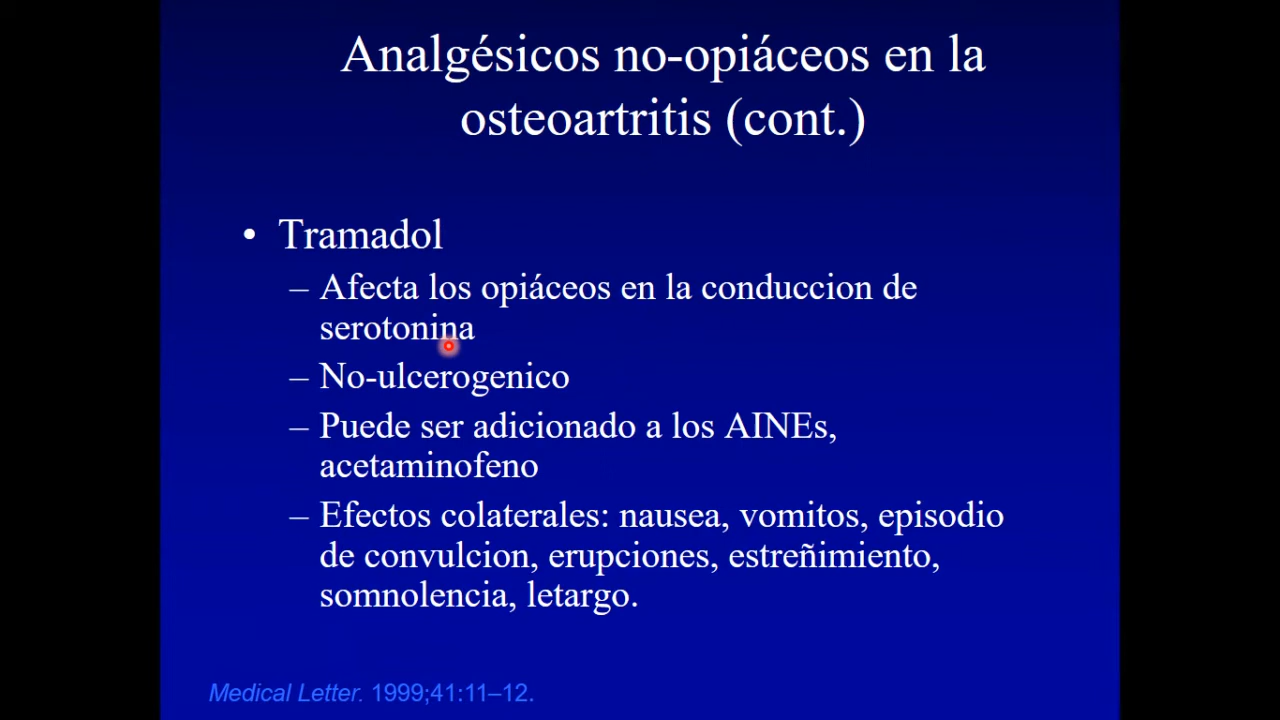 Analgésicos no-opiáceos en la
osteoartritis (cont.)
• Tramadol
– Afecta los opiáceos en la conduccion de
serotonina
– No-ulcerogenico
– Puede ser adicionado a los AINEs,
acetaminofeno
– Efectos colaterales: nausea, vomitos, episodio
de convulcion, erupciones, estreñimiento,
somnolencia, letargo.
Medical Letter. 1999;41:11–12.